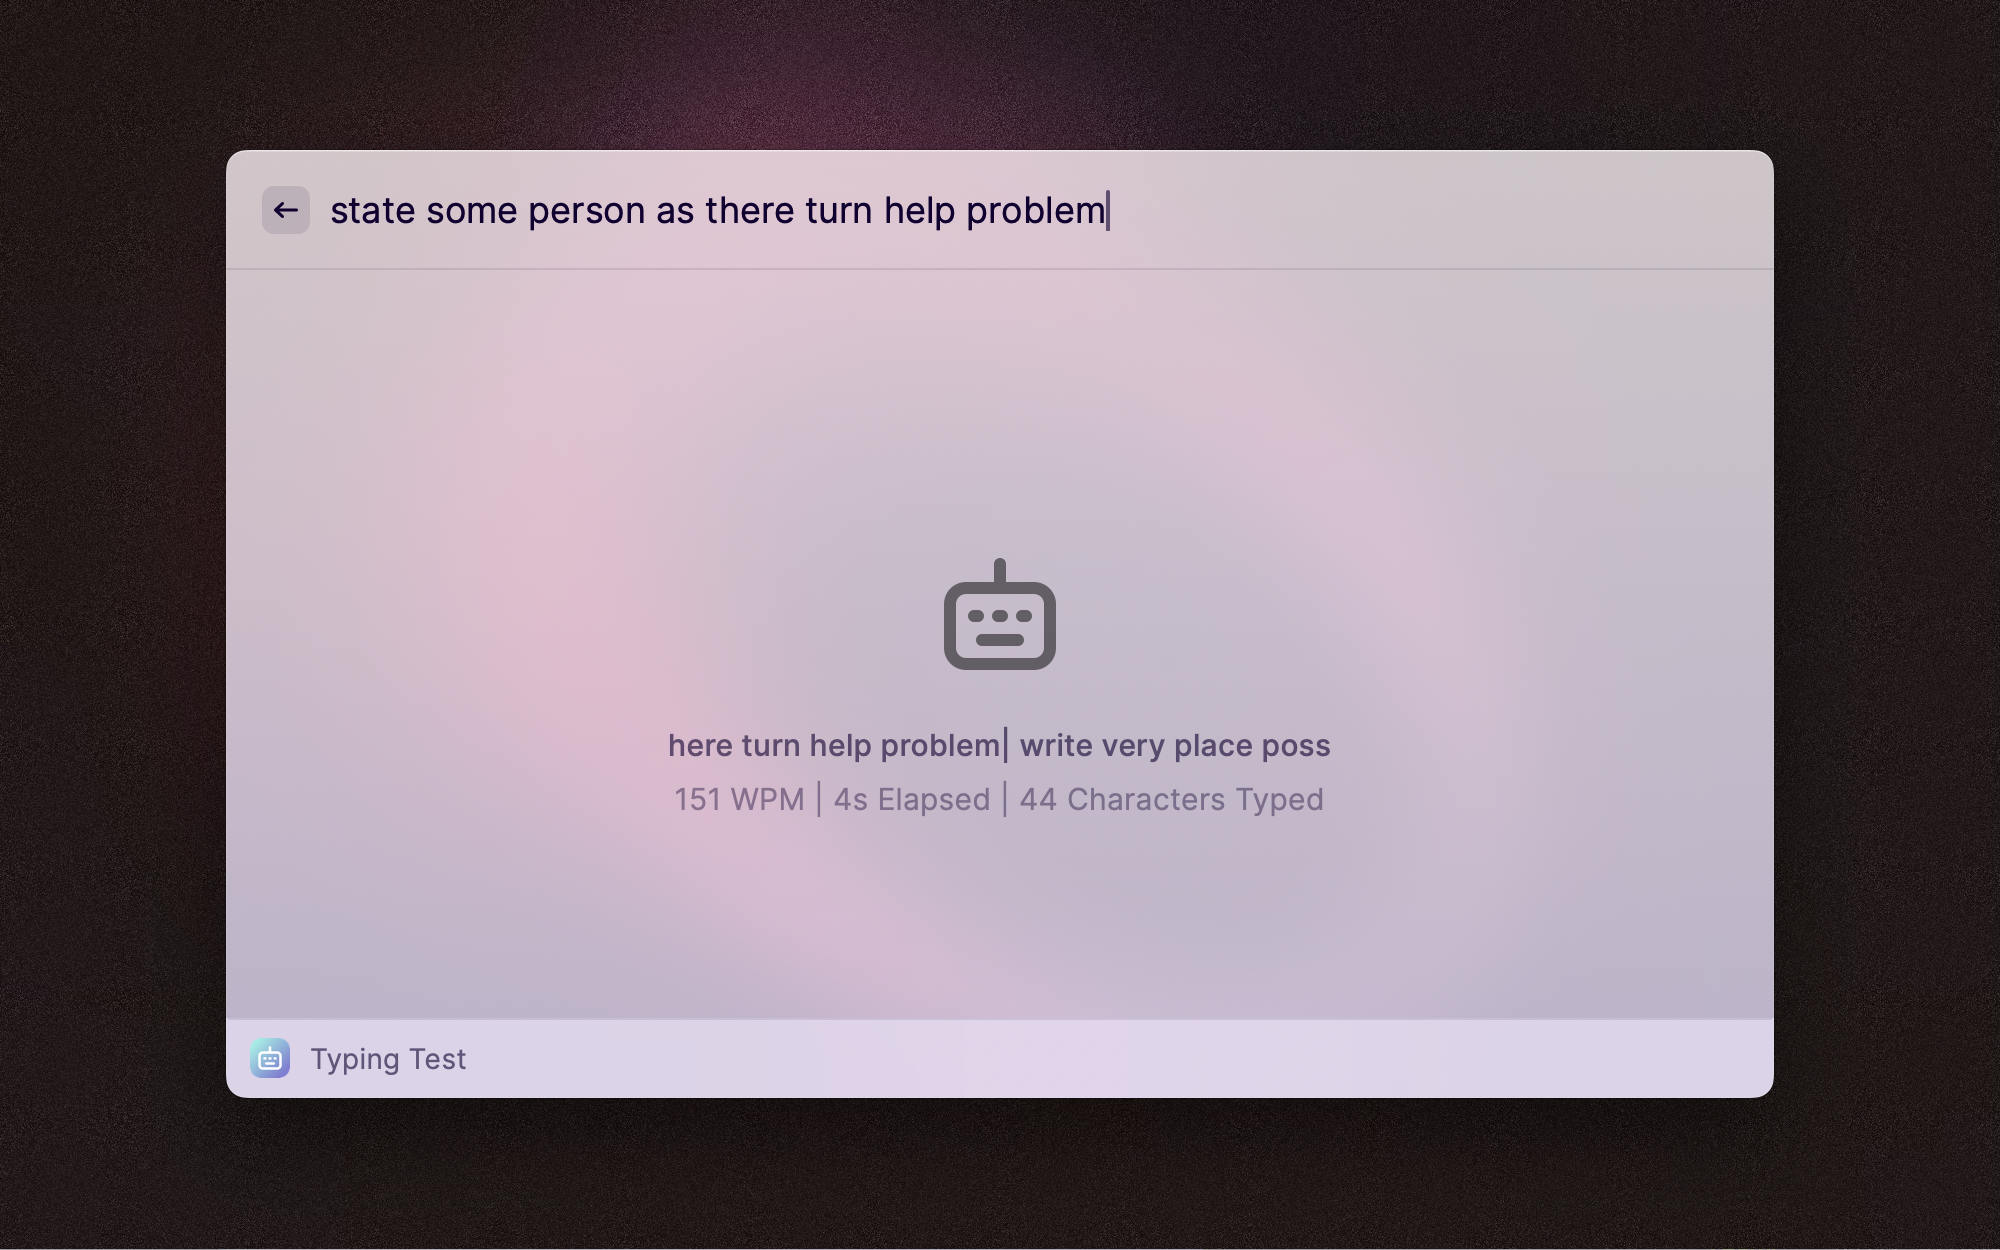 state some person as there turn help problem
here turn help problem| write very place poss
151 WPM | 4s Elapsed | 44 Characters Typed
Typing Test